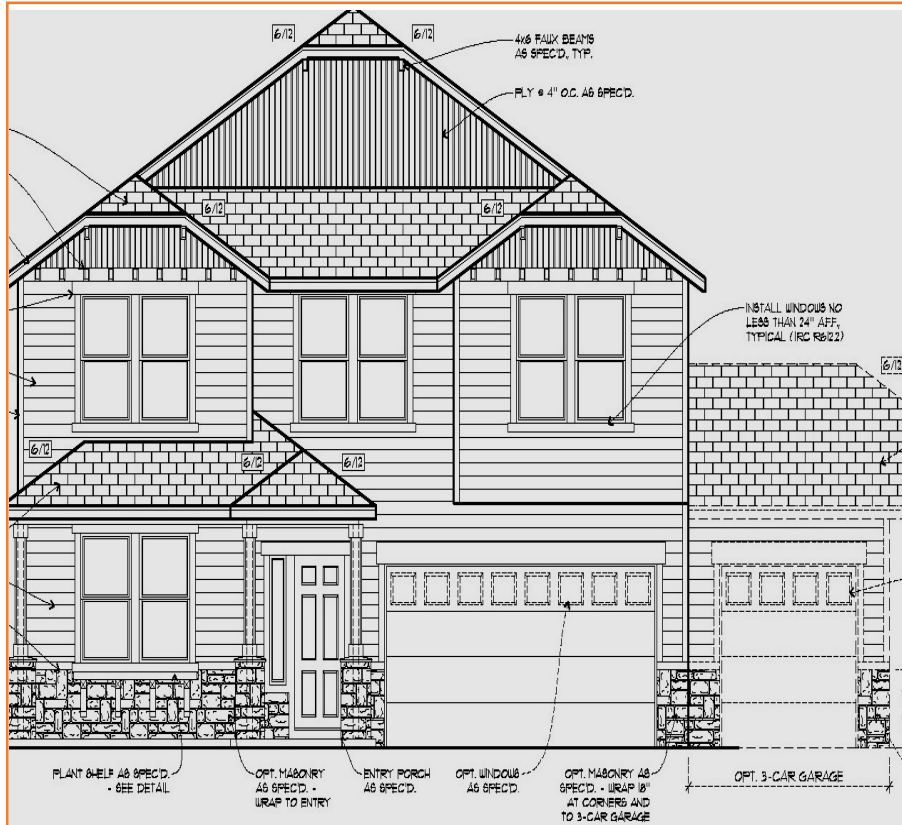 6/12
6/12
4x6 FAUX BEAMS
AS SPEC'D., TYP.
PLY @ 4" O.C. AS SPEC'D.
6/12
6/12
INSTALL WINDOWS NO
LESS THAN 24" AFF.,
TYPICAL (IRC R612.2)
6/12
6/12
6/12
6/12
PLANT SHELF AS SPEC'D.
- SEE DETAIL
OPT. MASONRY
AS SPEC'D. -
WRAP TO ENTRY
ENTRY PORCH
AS SPEC'D.
OPT. WINDOWS
AS SPEC'D.
OPT. MASONRY AS
SPEC'D. - WRAP 18"
AT CORNERS AND
TO 3-CAR GARAGE
OPT. 3-CAR GARAGE